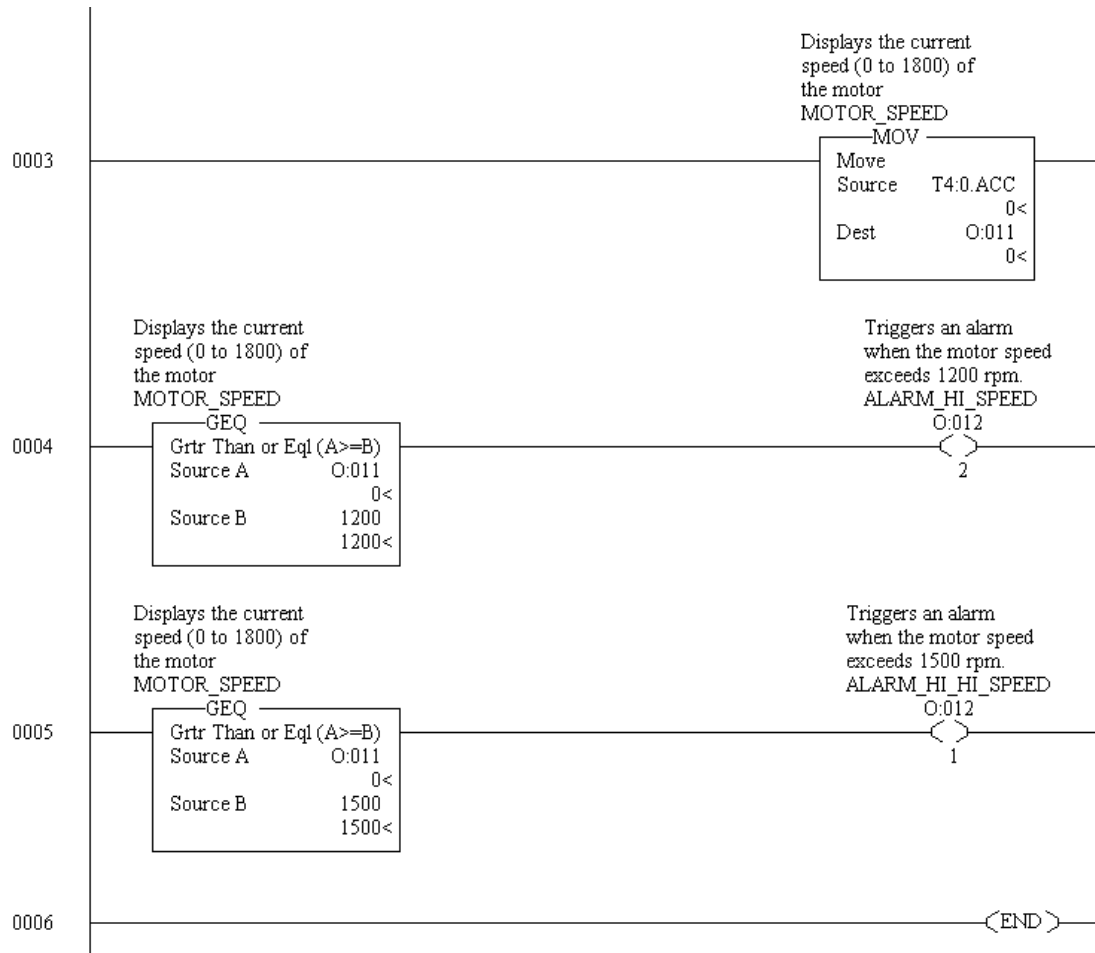 Displays the current
speed (0 to 1800) of
the motor
MOTOR_SPEED
MOV
0003
Move
Source T4:0.ACC
0<
Dest O:011
0<
Displays the current
speed (0 to 1800) of
the motor
MOTOR_SPEED
GEQ
0004
Grtr Than or Eql (A>=B)
Source A O:011
0<
Source B 1200
1200<
Triggers an alarm
when the motor speed
exceeds 1200 rpm.
ALARM_HI_SPEED
O:012
2
Displays the current
speed (0 to 1800) of
the motor
MOTOR_SPEED
GEQ
0005
Grtr Than or Eql (A>=B)
Source A O:011
0<
Source B 1500
1500<
Triggers an alarm
when the motor speed
exceeds 1500 rpm.
ALARM_HI_HI_SPEED
O:012
1
0006
END